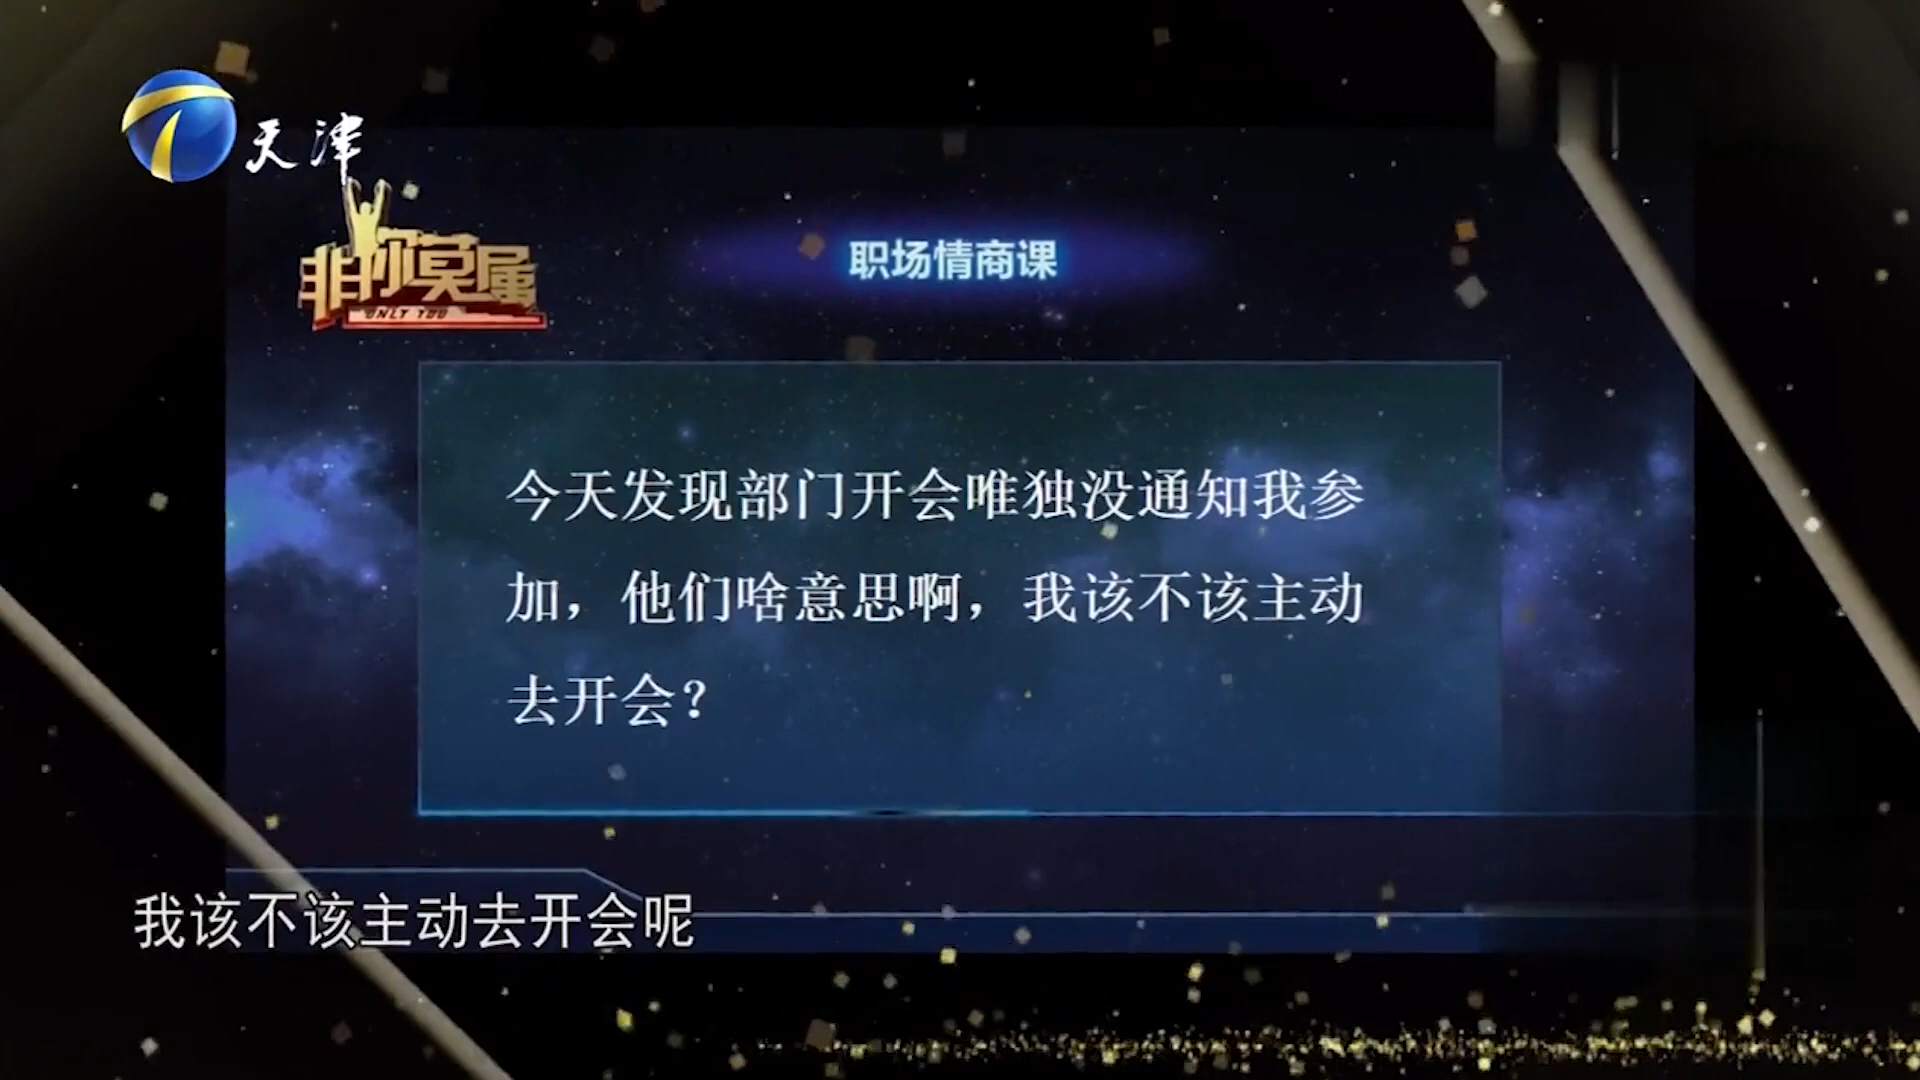 天津
非你莫属
ONLY YOU
职场情商课
今天发现部门开会唯独没通知我参
加，他们啥意思啊，我该不该主动
去开会？
我该不该主动去开会呢